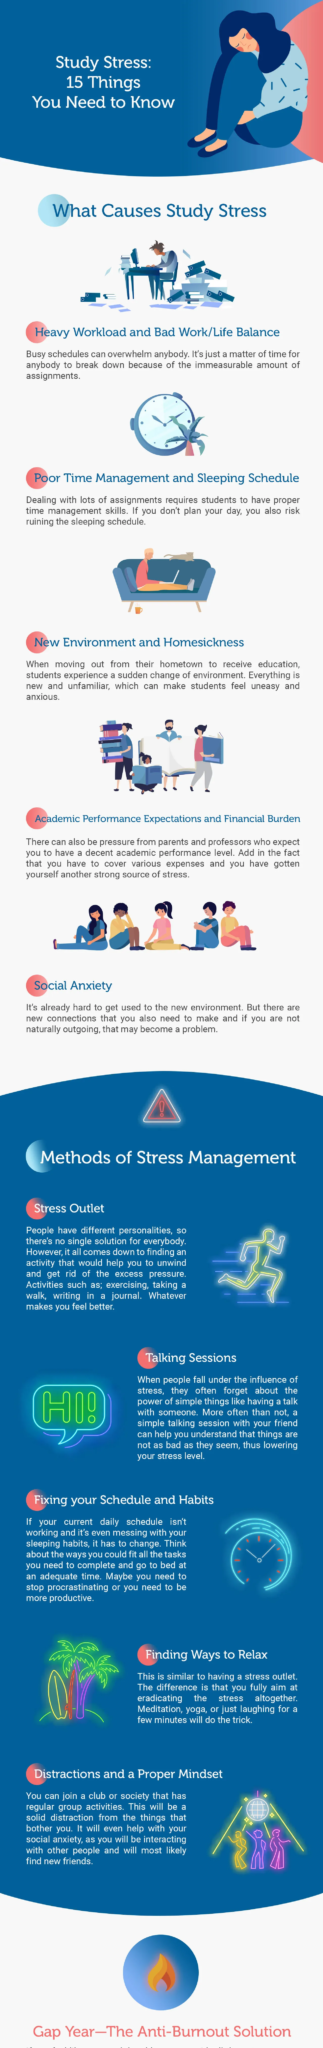 Study Stress:
15 Things
You Need to Know
What Causes Study Stress
Heavy Workload and Bad Work/Life Balance
Busy schedules can overwhelm anybody. It's just a matter of time for
anybody to break down because of the immeasurable amount of
assignments.
Poor Time Management and Sleeping Schedule
Dealing with lots of assignments requires students to have proper
time management skills. If you don't plan your day, you also risk
ruining the sleeping schedule.
New Environment and Homesickness
When moving out from their hometown to receive education,
students experience a sudden change of environment. Everything is
new and unfamiliar, which can make students feel uneasy and
anxious.
Academic Performance Expectations and Financial Burden
There can also be pressure from parents and professors who expect
you to have a decent academic performance level. Add in the fact
that you have to cover various expenses and you have gotten
yourself another strong source of stress.
Social Anxiety
It's already hard to get used to the new environment. But there are
new connections that you also need to make and if you are not
naturally outgoing, that may become a problem.
Methods of Stress Management
Stress Outlet
People have different personalities, so
there's no single solution for everybody.
However, it all comes down to finding an
activity that would help you to unwind
and get rid of the excess pressure.
Activities such as; exercising, taking a
walk, writing in a journal. Whatever
makes you feel better.
HI!
Talking Sessions
When people fall under the influence of
stress, they often forget about the
power of simple things like having a talk
with someone. More often than not, a
simple talking session with your friend
can help you understand that things are
not as bad as they seem, thus lowering
your stress level.
Fixing your Schedule and Habits
If your current daily schedule isn't
working and it's even messing with your
sleeping habits, it has to change. Think
about the ways you could fit all the tasks
you need to complete and go to bed at
an adequate time. Maybe you need to
stop procrastinating or you need to be
more productive.
Finding Ways to Relax
This is similar to having a stress outlet.
The difference is that you fully aim at
eradicating the stress altogether.
Meditation, yoga, or just laughing for a
few minutes will do the trick.
Distractions and a Proper Mindset
You can join a club or society that has
regular group activities. This will be a
solid distraction from the things that
bother you. It will even help with your
social anxiety, as you will be interacting
with other people and will most likely
find new friends.
Gap Year—The Anti-Burnout Solution